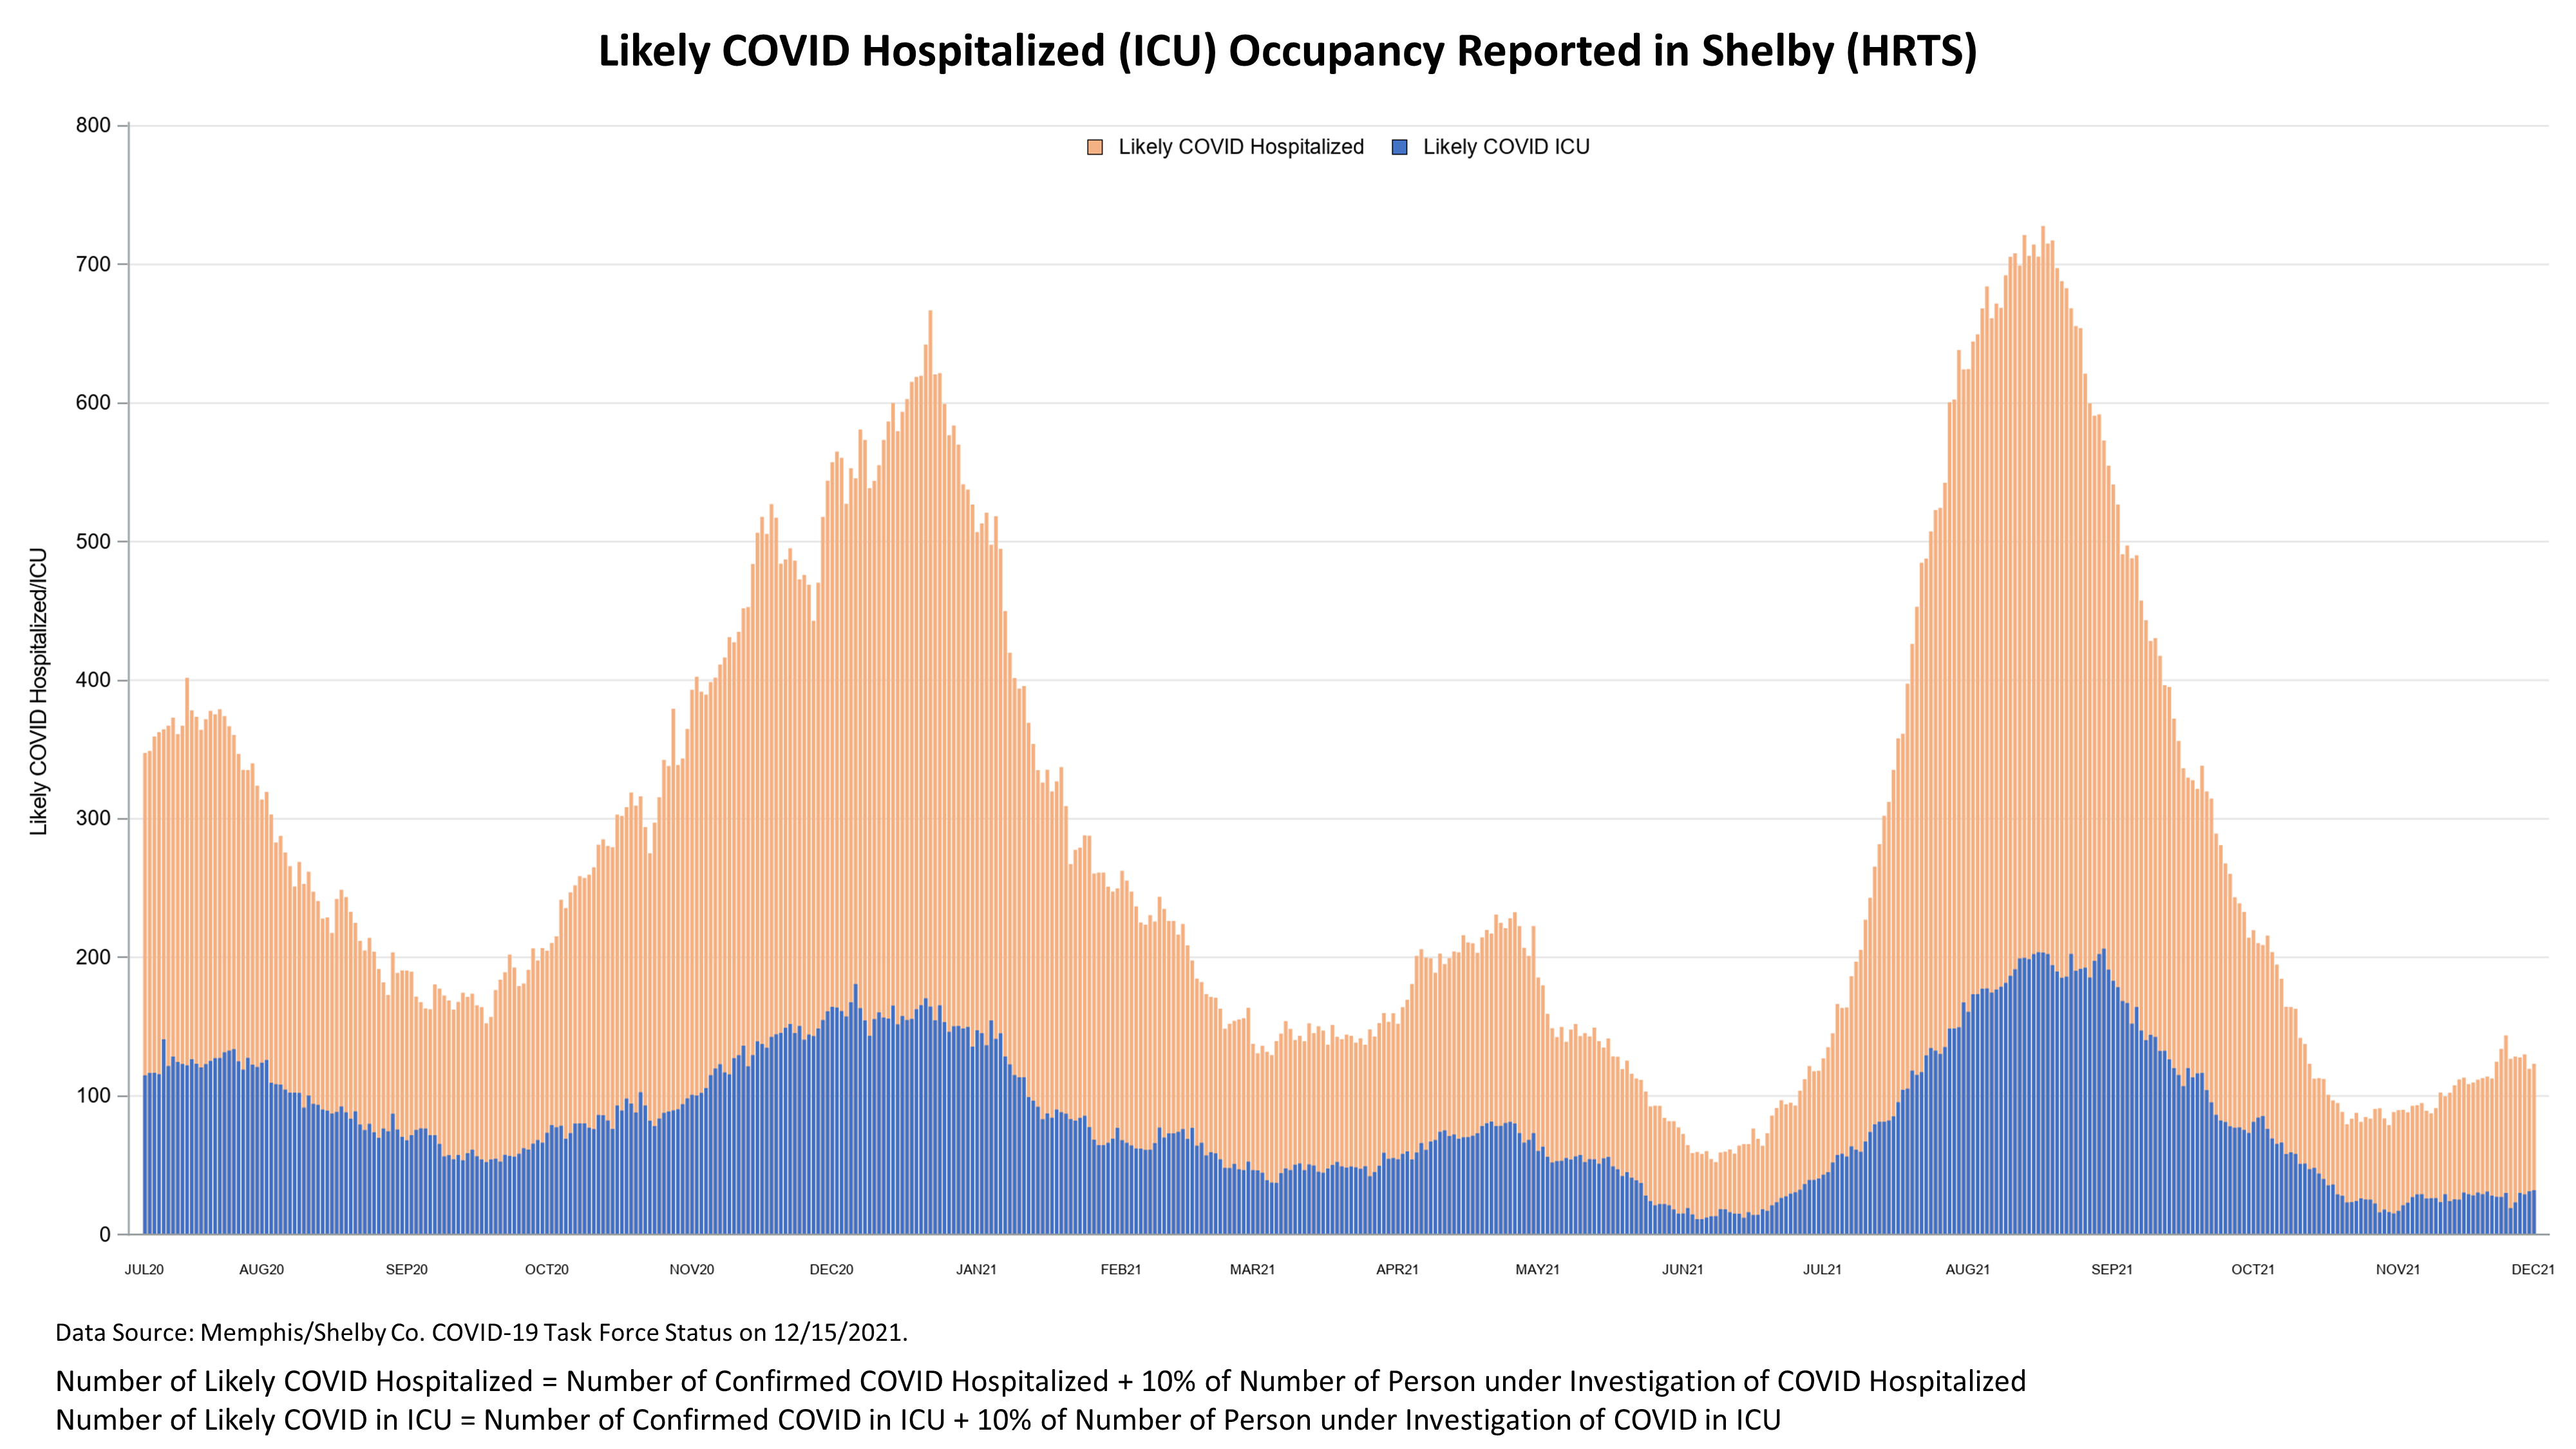 Likely COVID Hospitalized (ICU) Occupancy Reported in Shelby (HRTS)
Likely COVID Hospitalized Likely COVID ICU
Likely COVID Hospitalized/ICU
800
700
600
500
400
300
200
100
0
JUL20 AUG20 SEP20 OCT20 NOV20 DEC20 JAN21 FEB21 MAR21 APR21 MAY21 JUN21 JUL21 AUG21 SEP21 OCT21 NOV21 DEC21
Data Source: Memphis/Shelby Co. COVID-19 Task Force Status on 12/15/2021.
Number of Likely COVID Hospitalized = Number of Confirmed COVID Hospitalized + 10% of Number of Person under Investigation of COVID Hospitalized
Number of Likely COVID in ICU = Number of Confirmed COVID in ICU + 10% of Number of Person under Investigation of COVID in ICU